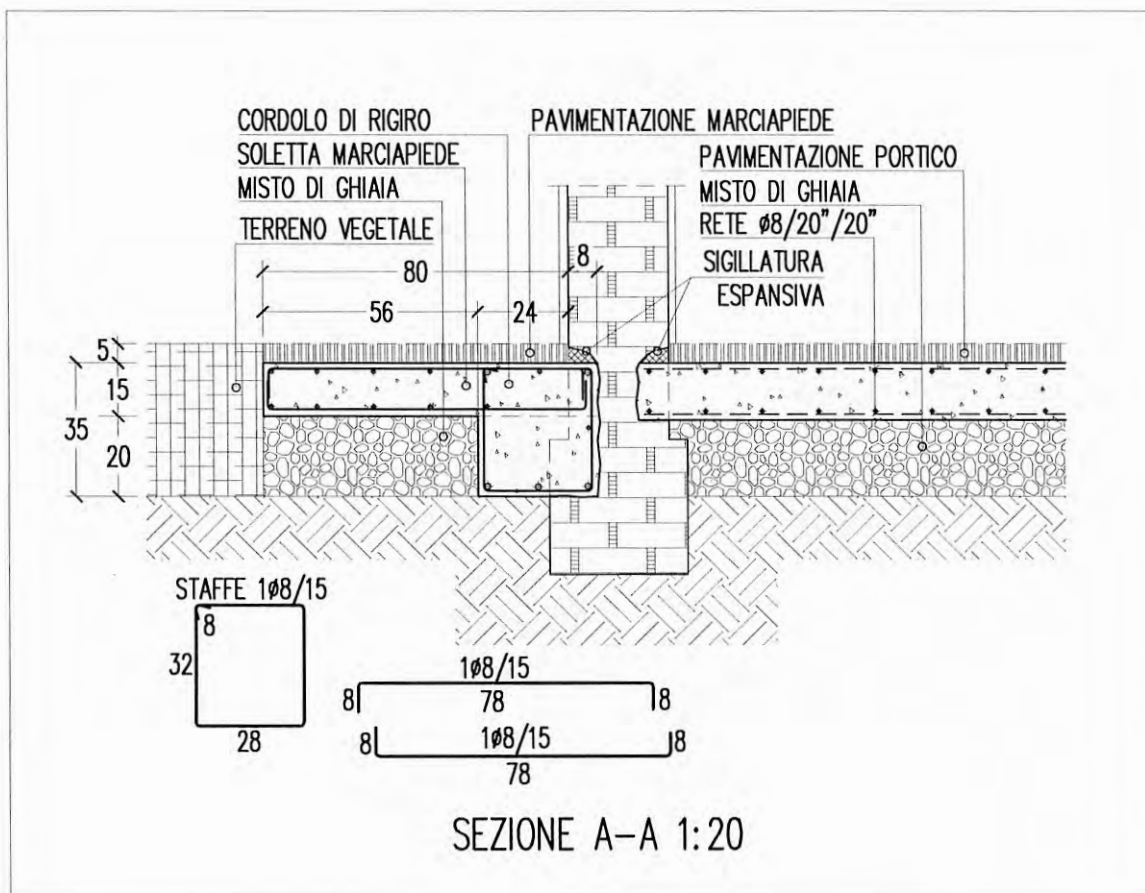 CORDOLO DI RIGIRO
SOLETTA MARCIAPIEDE
MISTO DI GHIAIA
TERRENO VEGETALE
PAVIMENTAZIONE MARCIAPIEDE
PAVIMENTAZIONE PORTICO
MISTO DI GHIAIA
RETE ø8/20"/20"
SIGILLATURA
ESPANSIVA
80
8
56
24
5
15
35
20
STAFFE 1ø8/15
8
32
28
1ø8/15
8
78
8
8
1ø8/15
8
78
SEZIONE A-A 1:20